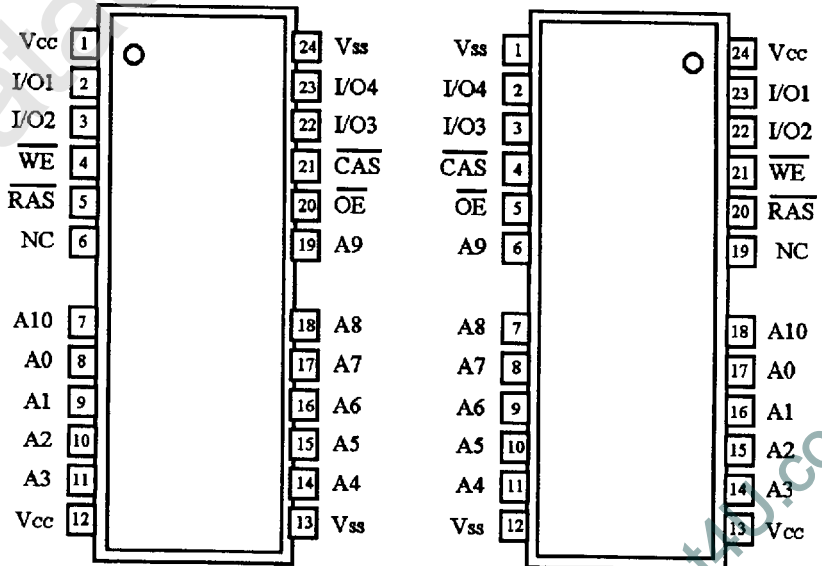 Vcc 1 24 Vss
I/O1 2 23 I/O4
I/O2 3 22 I/O3
WE 4 21 CAS
RAS 5 20 OE
NC 6 19 A9
A10 7 18 A8
A0 8 17 A7
A1 9 16 A6
A2 10 15 A5
A3 11 14 A4
Vcc 12 13 Vss
Vss 1 24 Vcc
I/O4 2 23 I/O1
I/O3 3 22 I/O2
CAS 4 21 WE
OE 5 20 RAS
A9 6 19 NC
A8 7 18 A10
A7 8 17 A0
A6 9 16 A1
A5 10 15 A2
A4 11 14 A3
Vss 12 13 Vcc